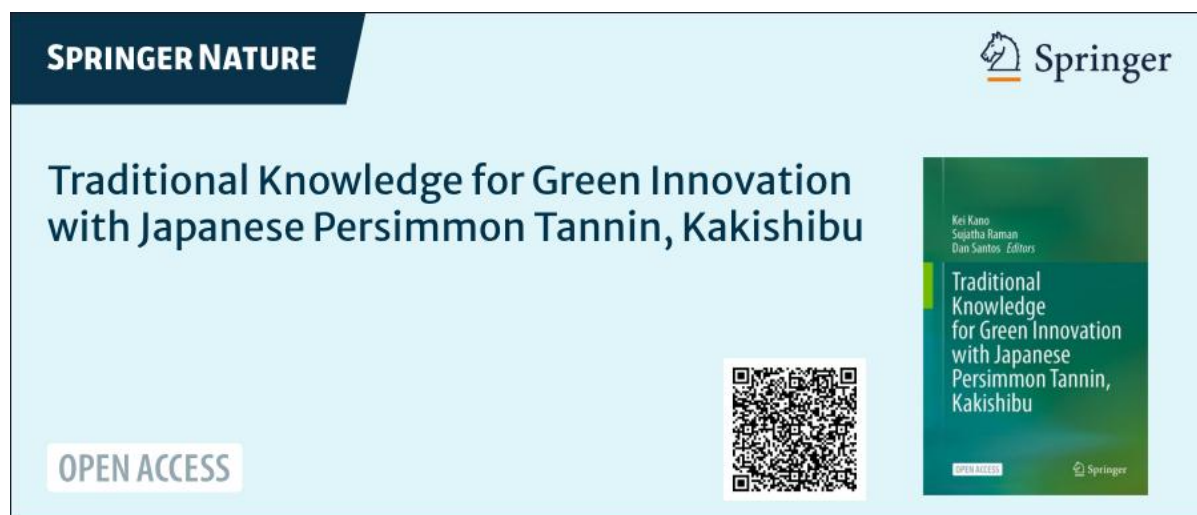 SPRINGER NATURE
Springer
Traditional Knowledge for Green Innovation
with Japanese Persimmon Tannin, Kakishibu
Kei Kano
Sujatha Raman
Dan Santos Editors
Traditional
Knowledge
for Green Innovation
with Japanese
Persimmon Tannin,
Kakishibu
OPEN ACCESS
Springer
OPEN ACCESS